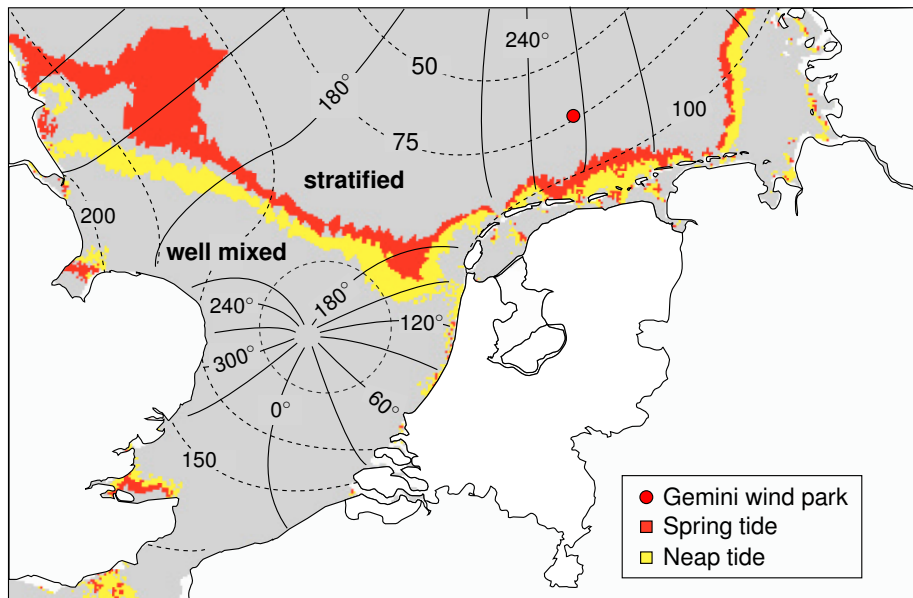 240°
50
180°
100
75
stratified
200
well mixed
240°
180°
120°
300°
60°
0°
150
Gemini wind park
Spring tide
Neap tide